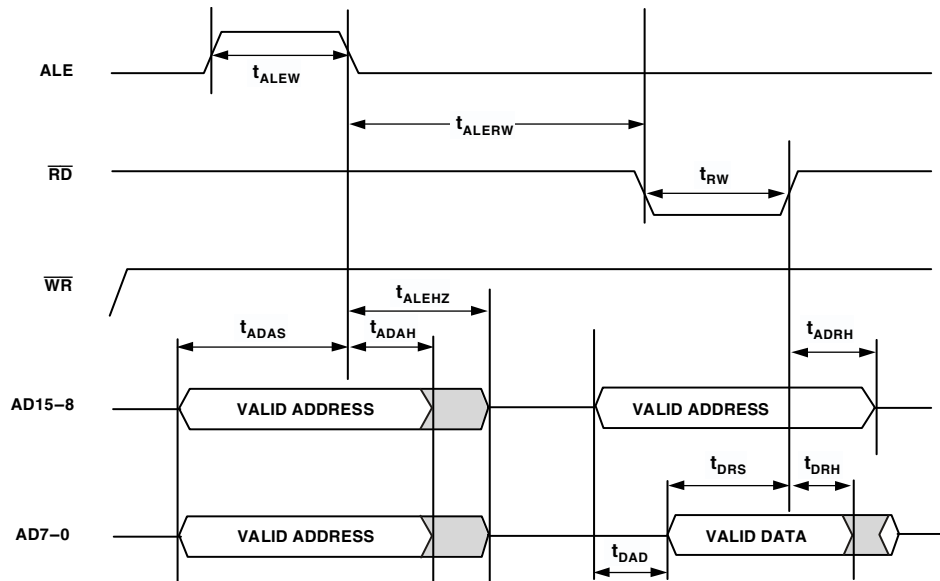 ALE
tALEW
tALERW
RD
tRW
WR
tALEHZ
tADAS
tADAH
tADRH
AD15–8
VALID ADDRESS
VALID ADDRESS
tDRS
tDRH
AD7–0
VALID ADDRESS
VALID DATA
tDAD